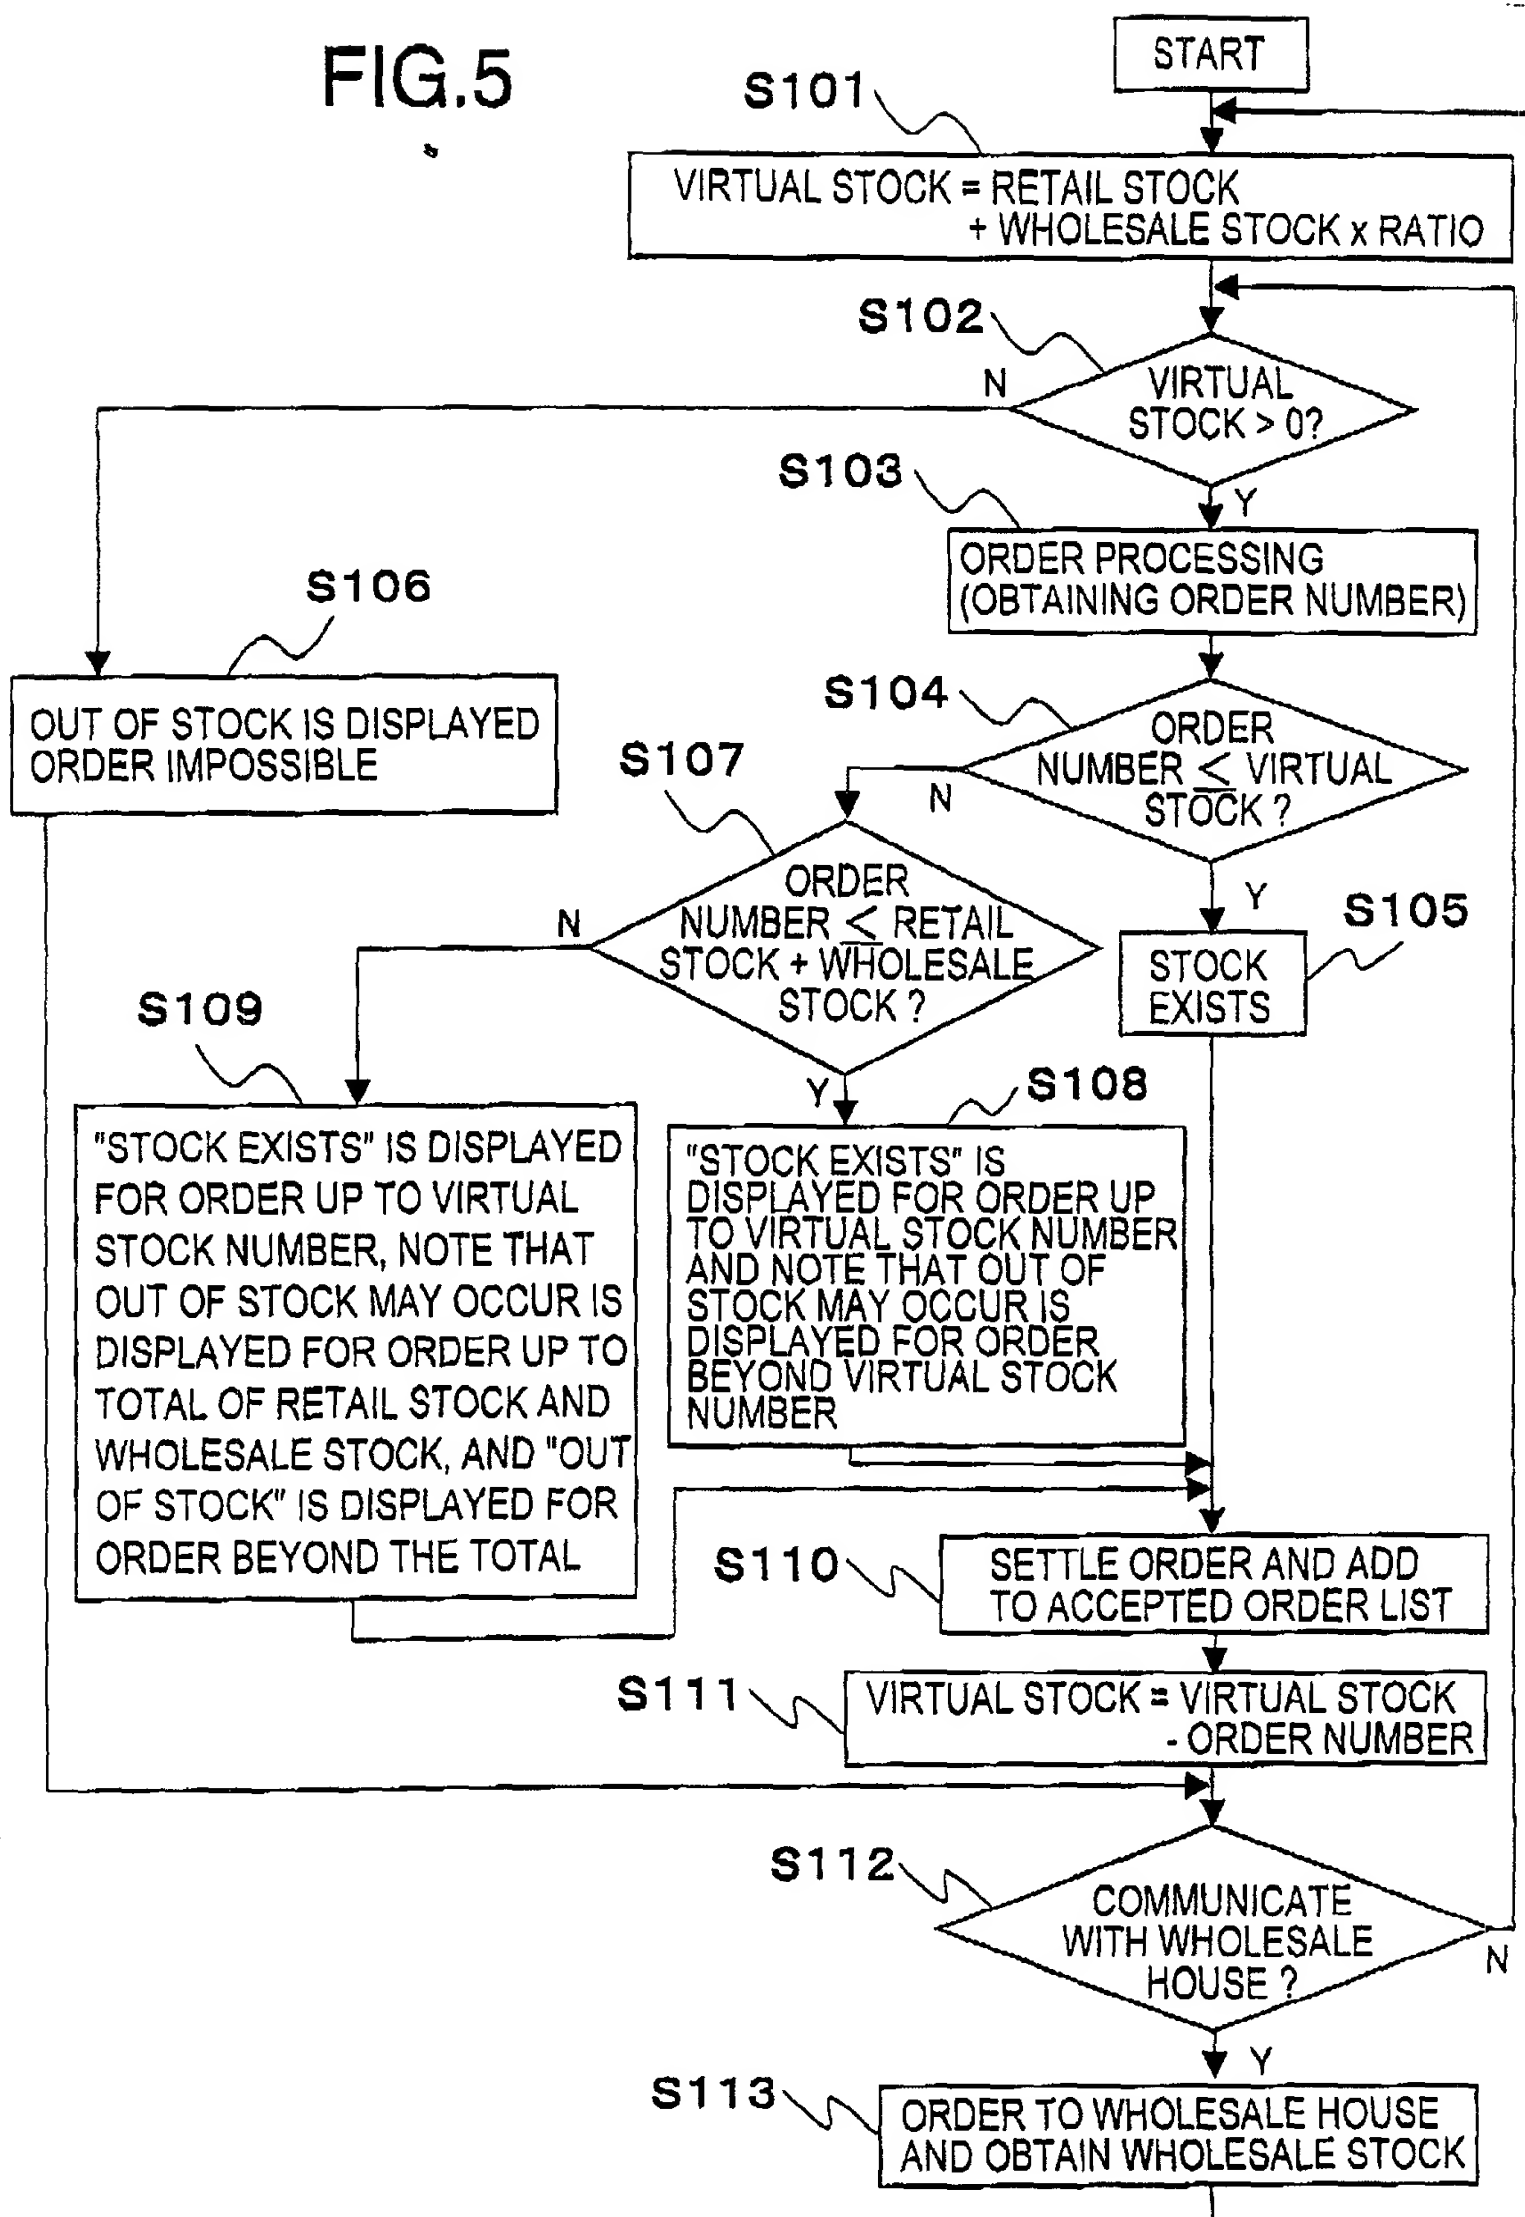 FIG.5
START
S101
VIRTUAL STOCK = RETAIL STOCK
+ WHOLESALE STOCK x RATIO
S102
N
VIRTUAL
STOCK > 0?
Y
S103
ORDER PROCESSING
(OBTAINING ORDER NUMBER)
S106
OUT OF STOCK IS DISPLAYED
ORDER IMPOSSIBLE
S104
ORDER
NUMBER ≤ VIRTUAL
STOCK ?
N
Y
S107
ORDER
NUMBER ≤ RETAIL
STOCK + WHOLESALE
STOCK ?
N
Y
S105
STOCK
EXISTS
S109
"STOCK EXISTS" IS DISPLAYED
FOR ORDER UP TO VIRTUAL
STOCK NUMBER, NOTE THAT
OUT OF STOCK MAY OCCUR IS
DISPLAYED FOR ORDER UP TO
TOTAL OF RETAIL STOCK AND
WHOLESALE STOCK, AND "OUT
OF STOCK" IS DISPLAYED FOR
ORDER BEYOND THE TOTAL
S108
"STOCK EXISTS" IS
DISPLAYED FOR ORDER UP
TO VIRTUAL STOCK NUMBER
AND NOTE THAT OUT OF
STOCK MAY OCCUR IS
DISPLAYED FOR ORDER
BEYOND VIRTUAL STOCK
NUMBER
S110
SETTLE ORDER AND ADD
TO ACCEPTED ORDER LIST
S111
VIRTUAL STOCK = VIRTUAL STOCK
- ORDER NUMBER
S112
COMMUNICATE
WITH WHOLESALE
HOUSE ?
N
Y
S113
ORDER TO WHOLESALE HOUSE
AND OBTAIN WHOLESALE STOCK